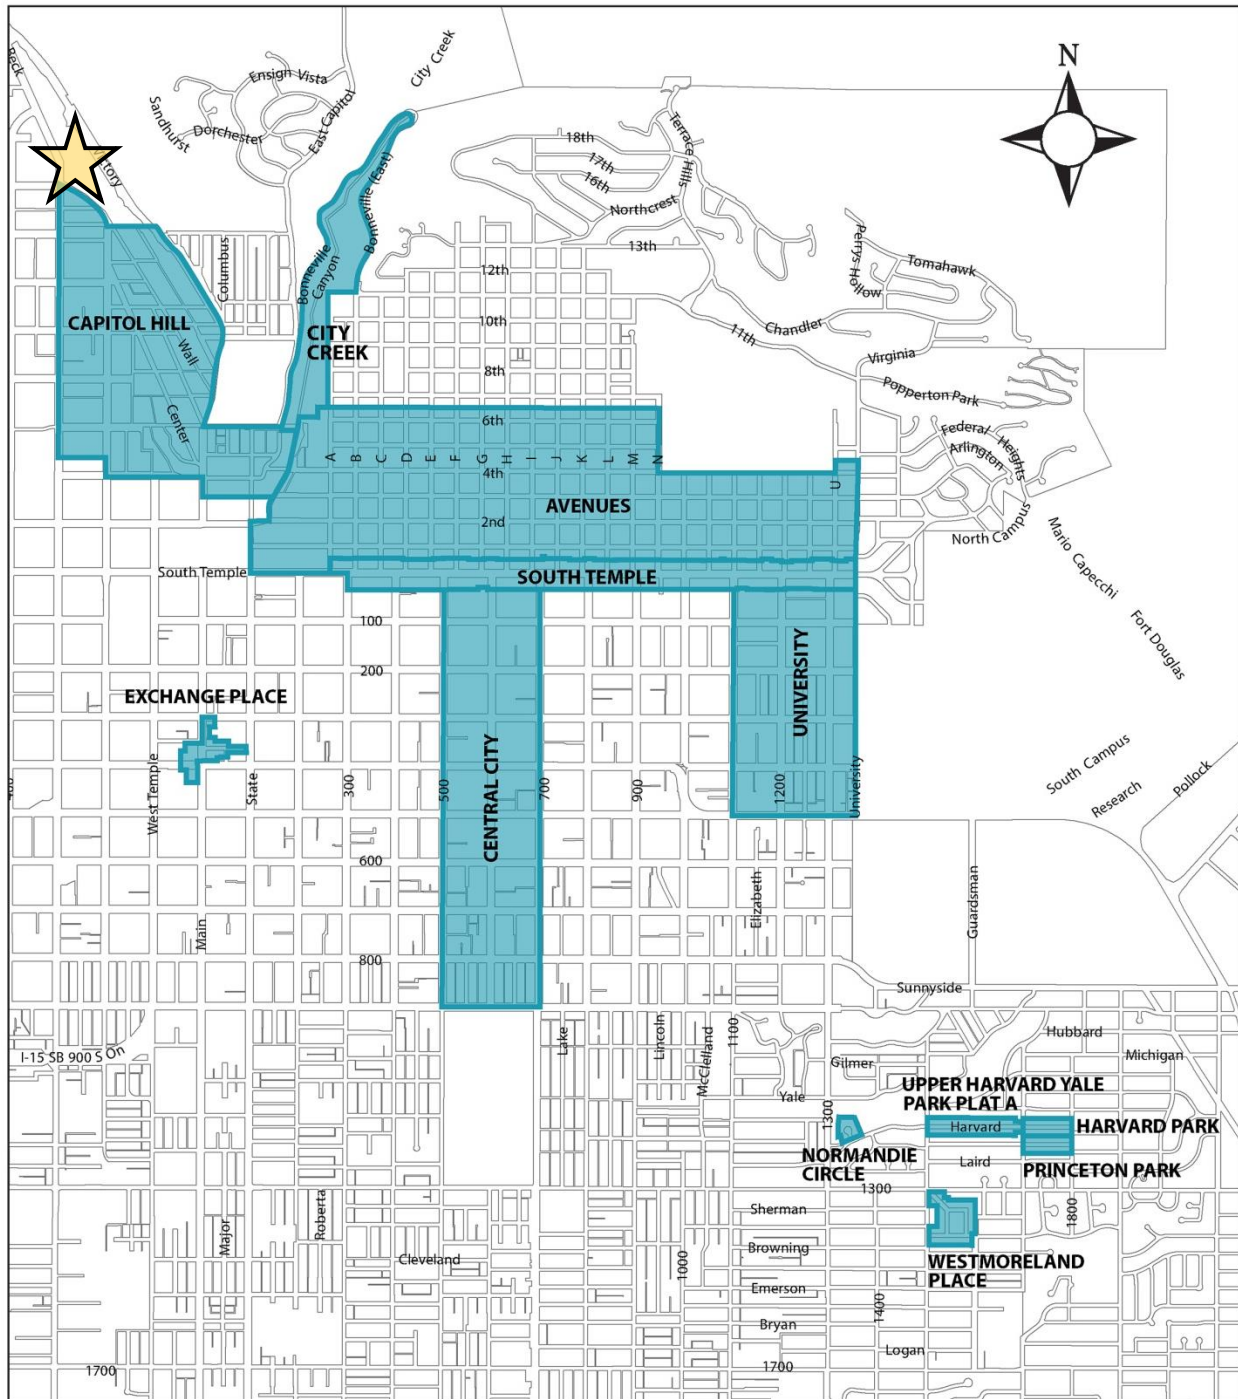 N
City Creek
Beck
Ensign Vista
Sandhurst
Dorchester
East Capitol
Victory
Terrace Hills
18th
17th
16th
Northcrest
13th
Bonnaville (East)
Bonneville
Canyon
Columbus
12th
Perrys Hollow
Tomahawk
CAPITOL HILL
Wall
CITY
CREEK
10th
11th
Chandler
Virginia
8th
Popperton Park
Center
6th
Federal Heights
Arlington
A
B
C
D
E
F
G
H
I
J
K
L
M
N
4th
U
AVENUES
2nd
North Campus
Mario Capecchi
South Temple
SOUTH TEMPLE
100
Fort Douglas
200
UNIVERSITY
EXCHANGE PLACE
West Temple
State
300
500
CENTRAL CITY
700
900
1200
University
South Campus
Research
Pollock
600
Elizabeth
Guardsman
Main
800
Sunnyside
Lake
Lincoln
McClelland
1100
Hubbard
I-15 SB 900 S On
Michigan
Gilmer
UPPER HARVARD YALE
PARK PLAT A
Yale
1300
Harvard
HARVARD PARK
NORMANDIE
CIRCLE
Laird
PRINCETON PARK
1300
Sherman
1800
Major
Roberta
Browning
Cleveland
1000
WESTMORELAND
PLACE
Emerson
1400
Bryan
Logan
1700
1700